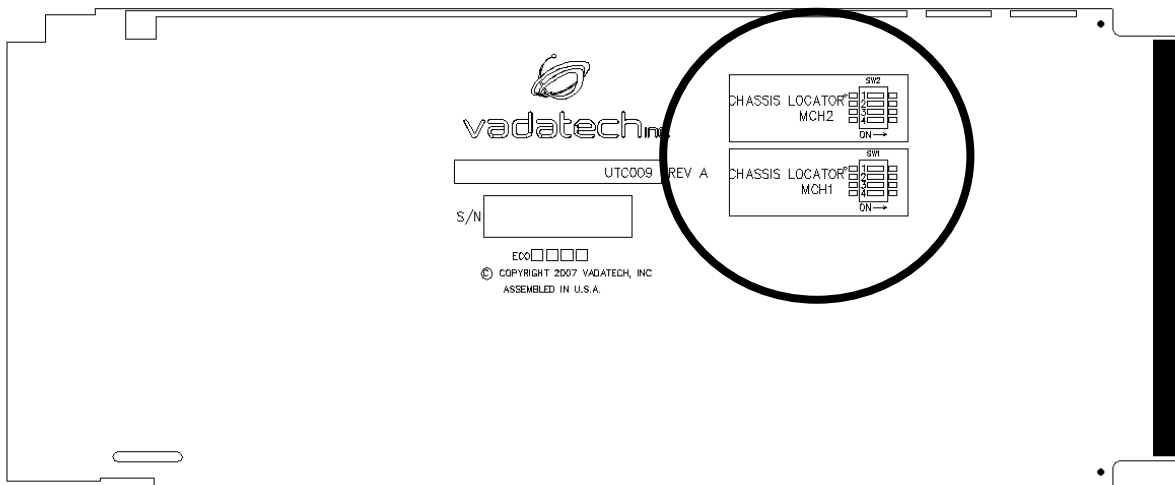 vadatech inc.
UTC009 REV A
S/N
ECO
© COPYRIGHT 2007 VADATECH, INC
ASSEMBLED IN U.S.A.
SW2
CHASSIS LOCATOR
MCH2
1
2
3
4
ON→
SW1
CHASSIS LOCATOR
MCH1
1
2
3
4
ON→